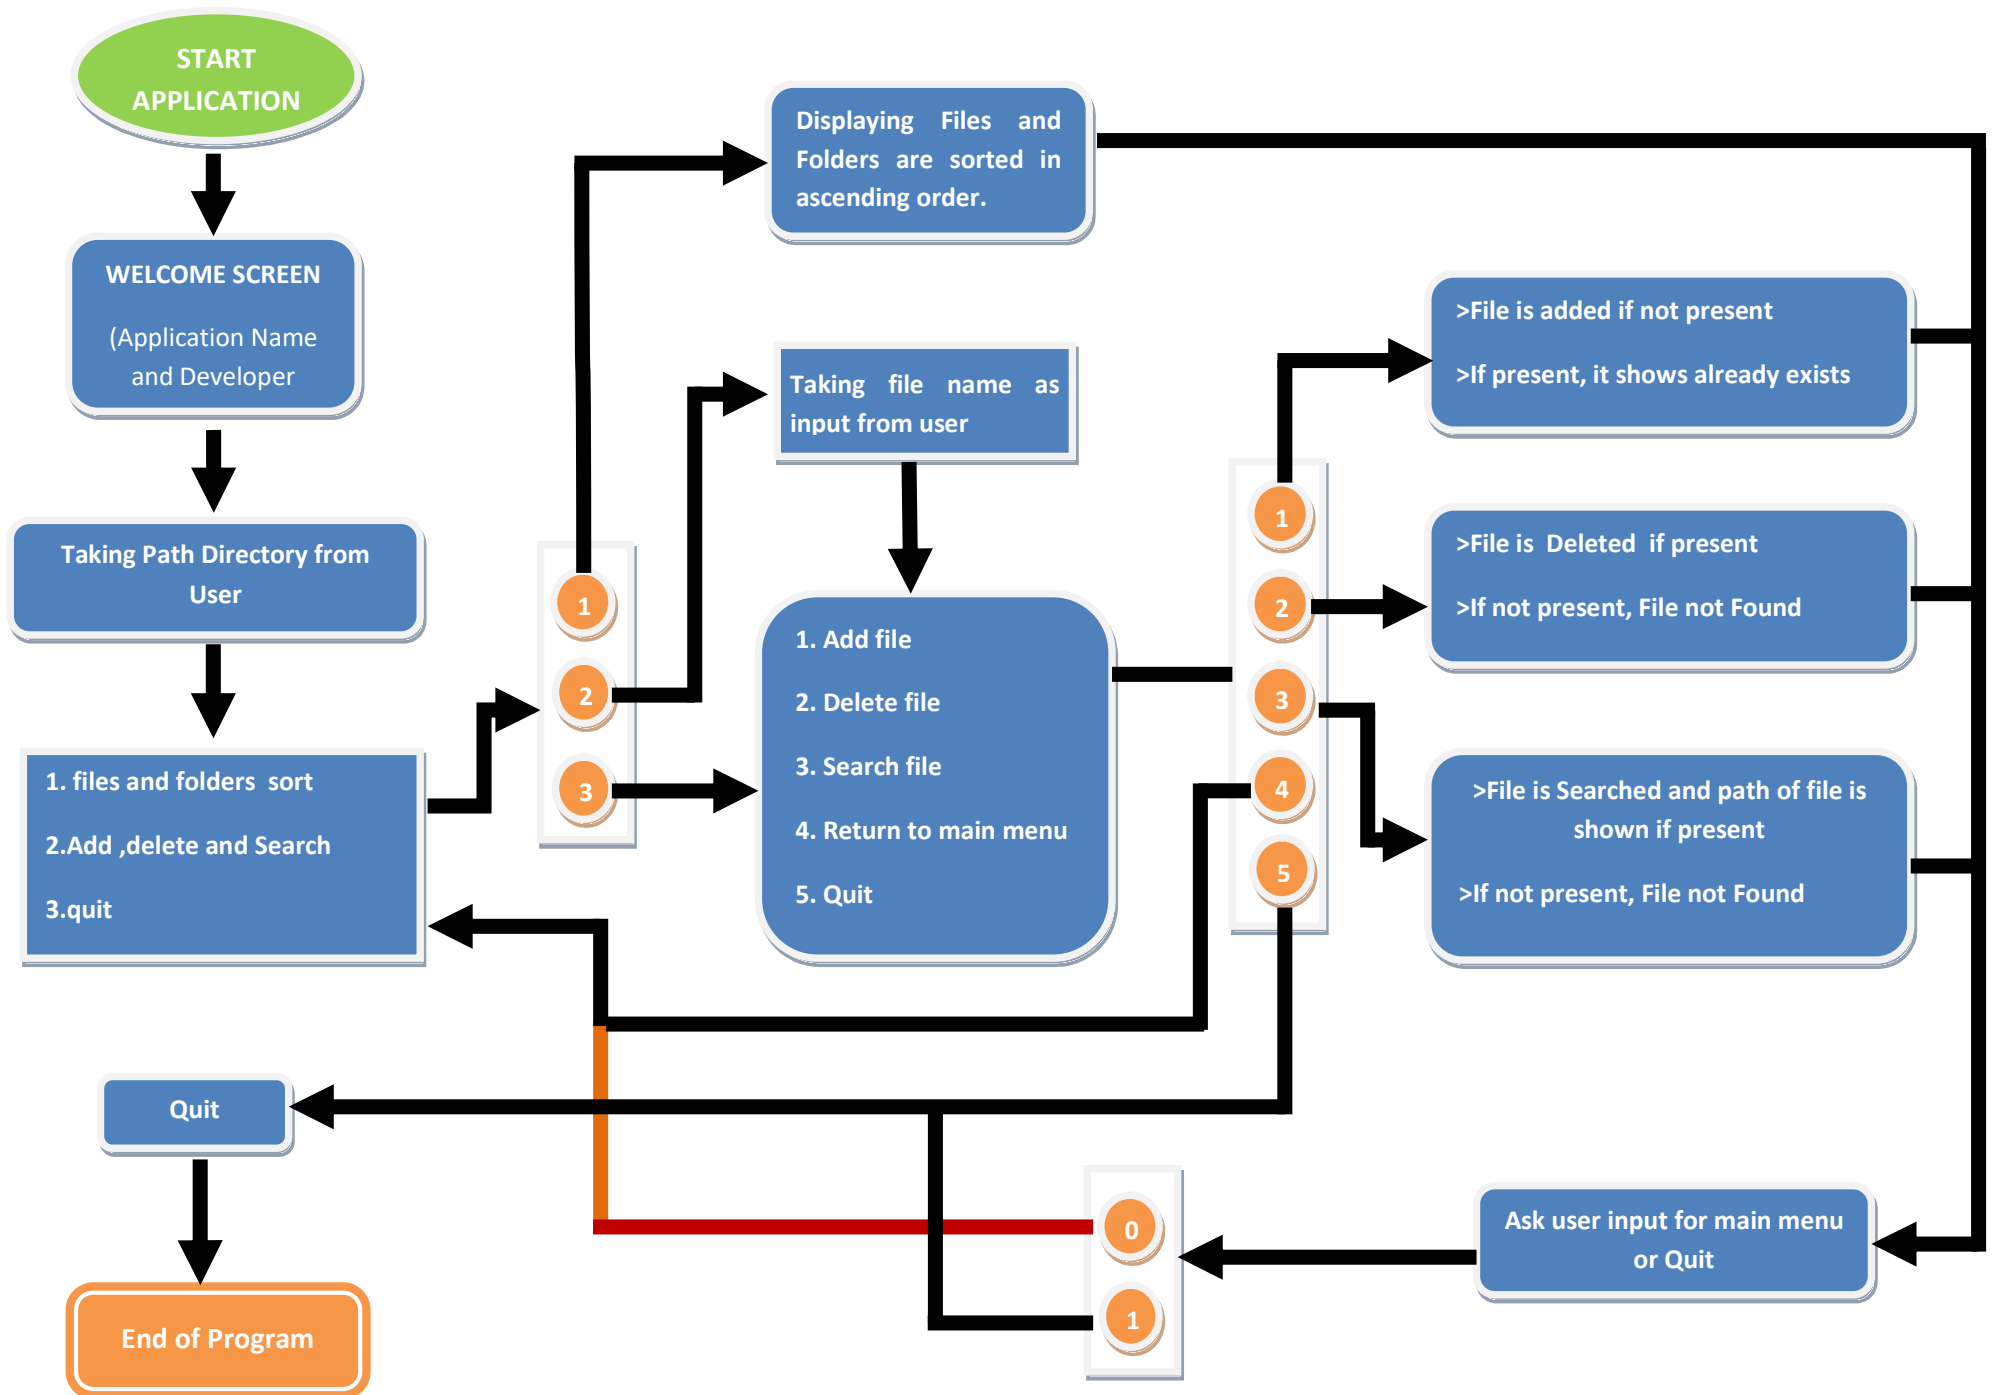 START
APPLICATION
WELCOME SCREEN
(Application Name
and Developer
Taking Path Directory from
User
1. files and folders sort
2.Add ,delete and Search
3.quit
1
2
3
Displaying Files and
Folders are sorted in
ascending order.
Taking file name as
input from user
1. Add file
2. Delete file
3. Search file
4. Return to main menu
5. Quit
1
2
3
4
5
>File is added if not present
>If present, it shows already exists
>File is Deleted if present
>If not present, File not Found
>File is Searched and path of file is
shown if present
>If not present, File not Found
Ask user input for main menu
or Quit
0
1
Quit
End of Program